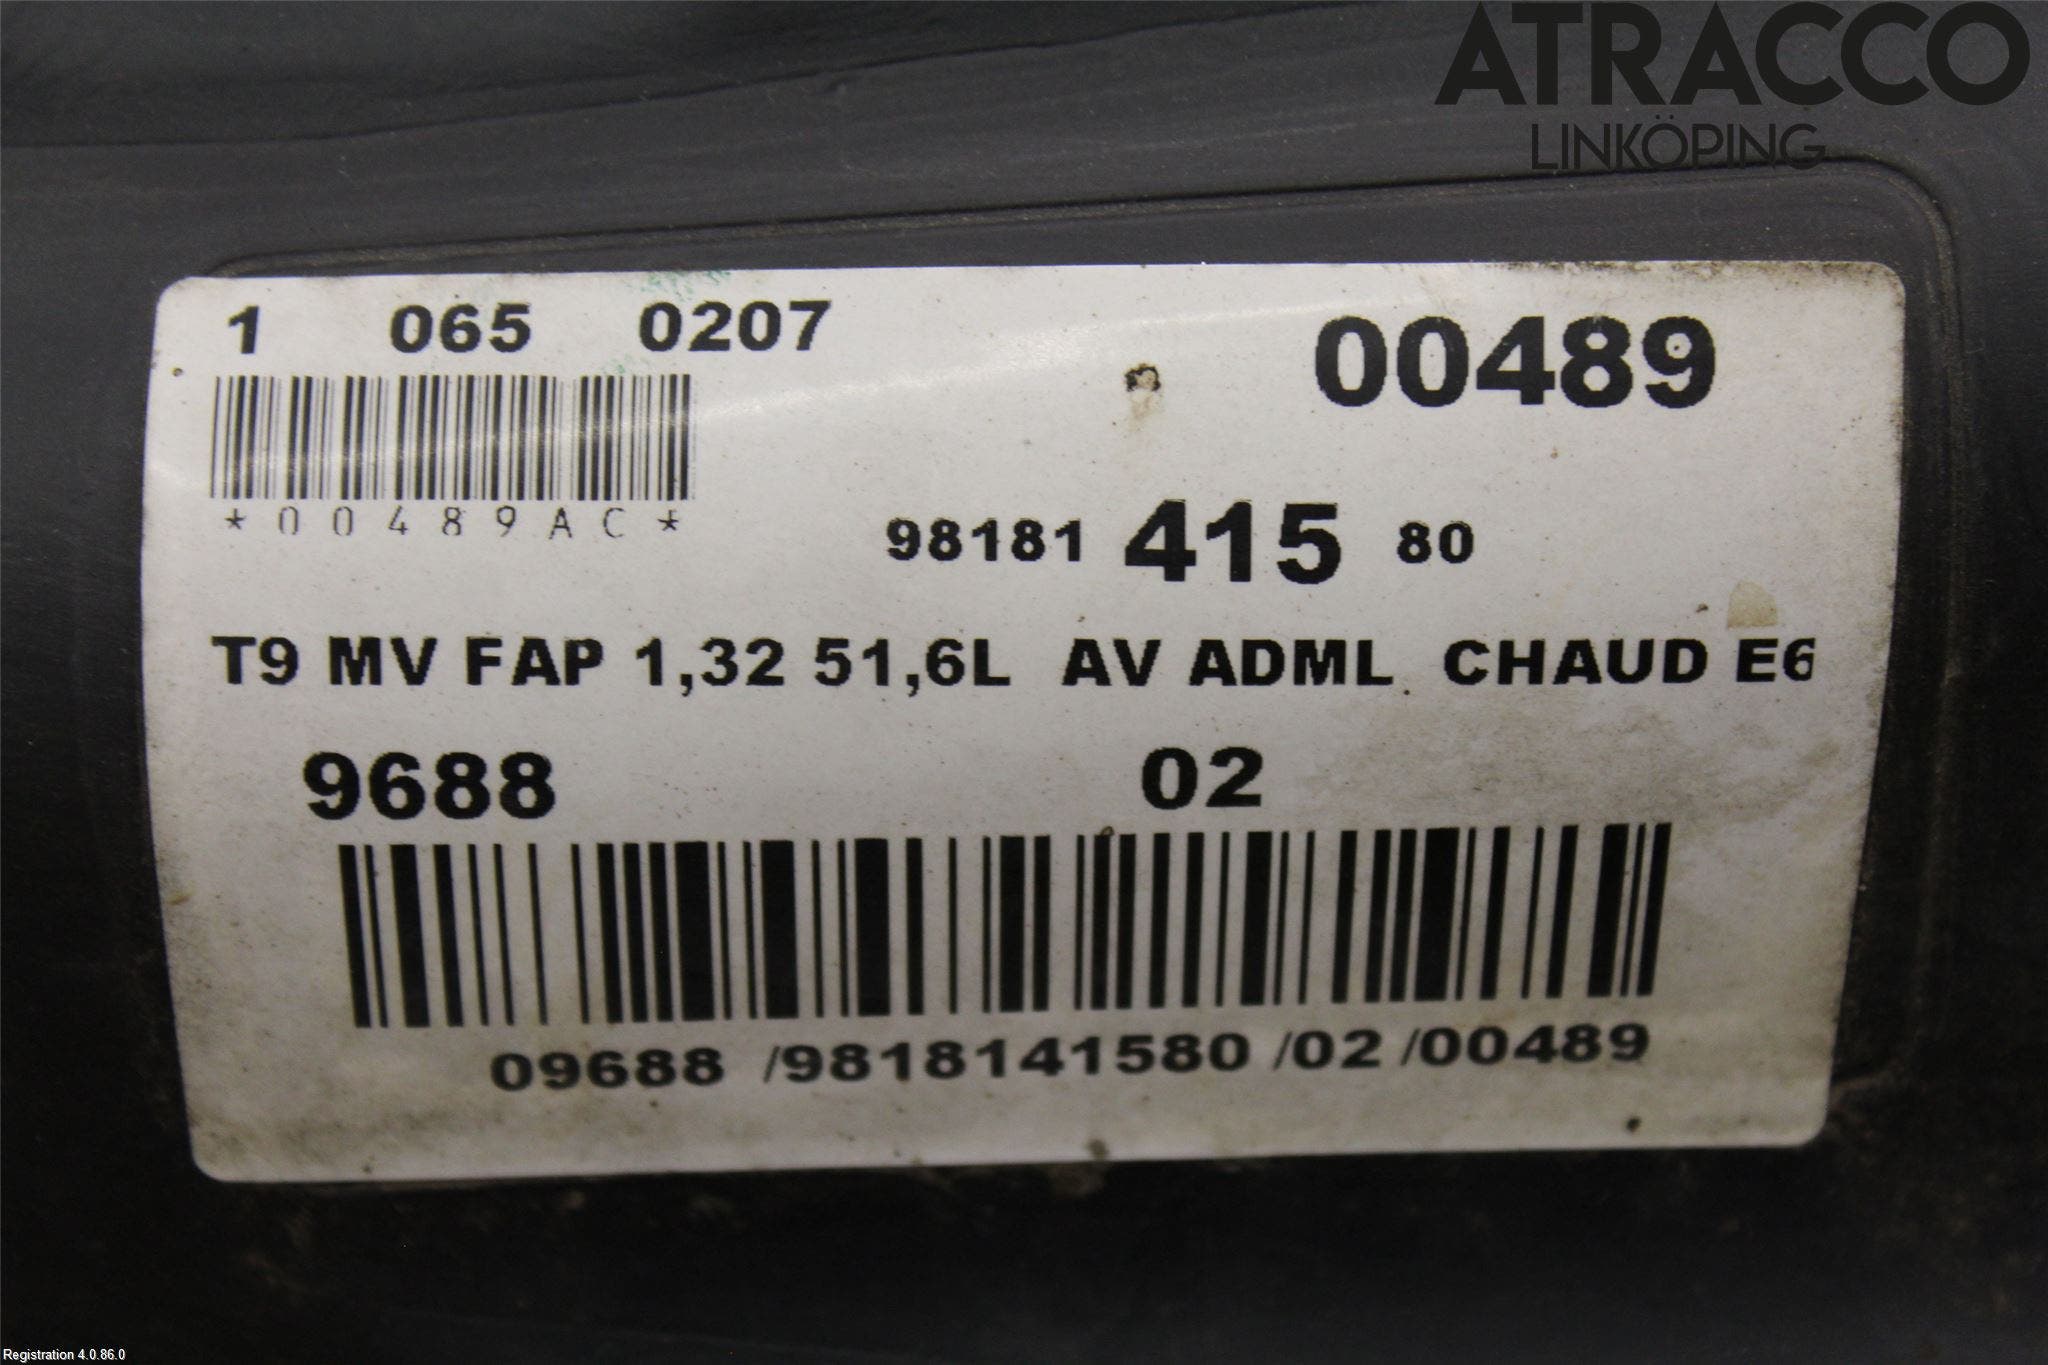 ATRACCO
LINKÖPING
1 065 0207
00489
*00489AC*
98181 415 80
T9 MV FAP 1,32 51,6L AV ADML CHAUD E6
9688 02
09688 /9818141580 /02 /00489
Registration 4.0.86.0